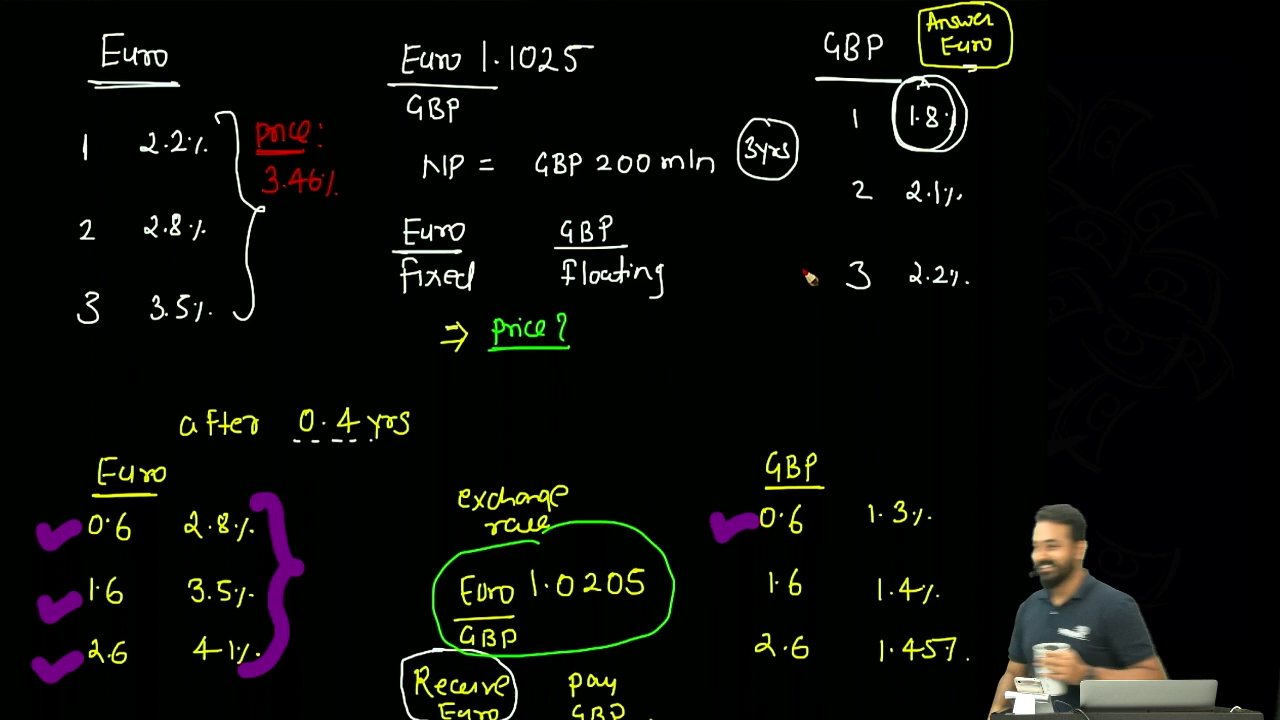 Euro
1 2.2%
2 2.8%
3 3.5%
price:
3.46%
Euro 1.1025
GBP
NP = GBP 200 mln
3yrs
Euro GBP
fixed floating
⇒ price?
GBP
Answer
Euro
1 1.8%
2 2.1%
3 2.2%.
after 0.4 yrs
Euro
0.6 2.8%
1.6 3.5%
2.6 4.1%
exchange
rate
Euro 1.0205
GBP
Receive pay
Euro GBP
GBP
0.6 1.3%
1.6 1.4%
2.6 1.45%.